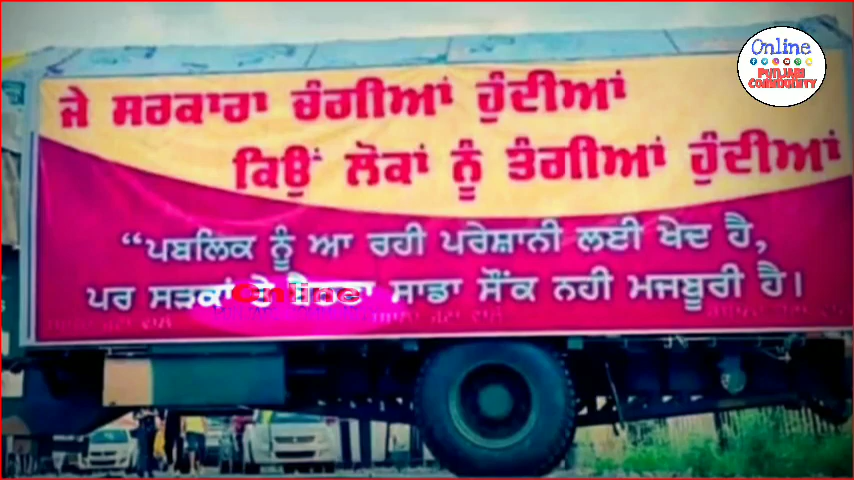 Online
PUNJABI
COMMUNITY
ਜੇ ਸਰਕਾਰਾ ਚੰਗੀਆਂ ਹੁੰਦੀਆਂ
ਕਿਉਂ ਲੋਕਾਂ ਨੂੰ ਤੰਗੀਆਂ ਹੁੰਦੀਆਂ
“ਪਬਲਿਕ ਨੂੰ ਆ ਰਹੀ ਪਰੇਸ਼ਾਨੀ ਲਈ ਖੇਦ ਹੈ,
ਪਰ ਸੜਕਾਂ ਸਾਡਾ ਸੌਂਕ ਨਹੀ ਮਜਬੂਰੀ ਹੈ।
Online